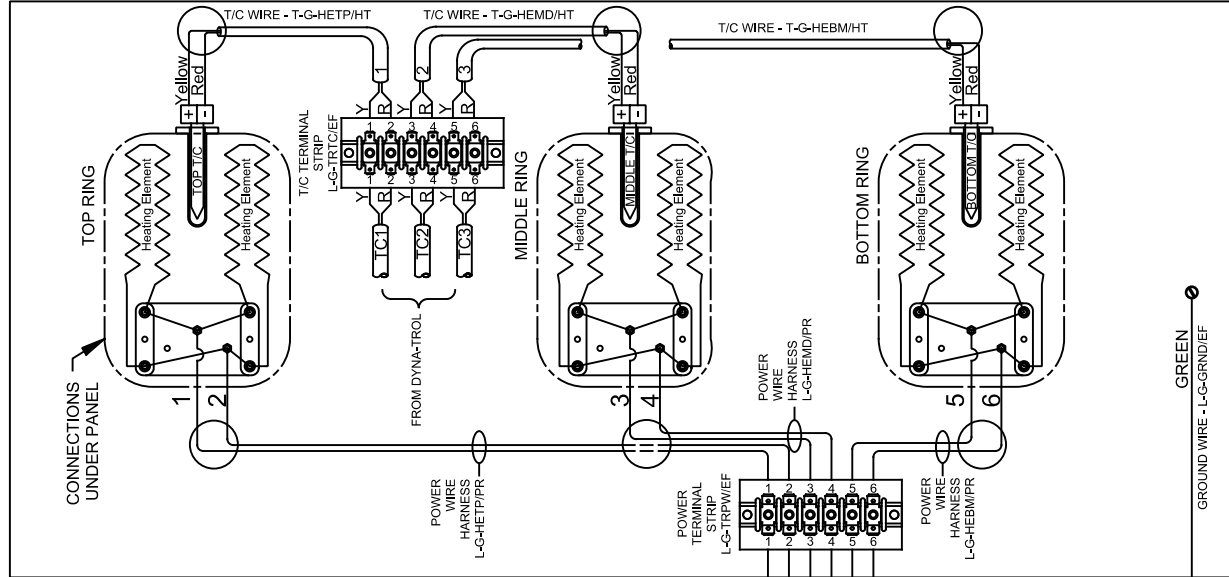 T/C WIRE - T-G-HETP/HT
T/C WIRE - T-G-HEMD/HT
T/C WIRE - T-G-HEBM/HT
Yellow
Red
+ -
TOP RING
TOP T/C
Heating Element
Heating Element
CONNECTIONS
UNDER PANEL
1
2
1
2
3
Y R Y R Y R
1 2 3 4 5 6
T/C TERMINAL
STRIP
L-G-TRTC/EF
1 2 3 4 5 6
Y R Y R Y R
TC1
TC2
TC3
FROM DYNA-TROL
Yellow
Red
+ -
MIDDLE RING
MIDDLE T/C
Heating Element
Heating Element
3
4
Yellow
Red
+ -
BOTTOM RING
BOTTOM T/C
Heating Element
Heating Element
5
6
POWER
WIRE
HARNESS
L-G-HETP/PR
POWER
WIRE
HARNESS
L-G-HEMD/PR
POWER
TERMINAL
STRIP
L-G-TRPW/EF
1 2 3 4 5 6
1 2 3 4 5 6
POWER
WIRE
HARNESS
L-G-HEBM/PR
GREEN
GROUND WIRE - L-G-GRND/EF